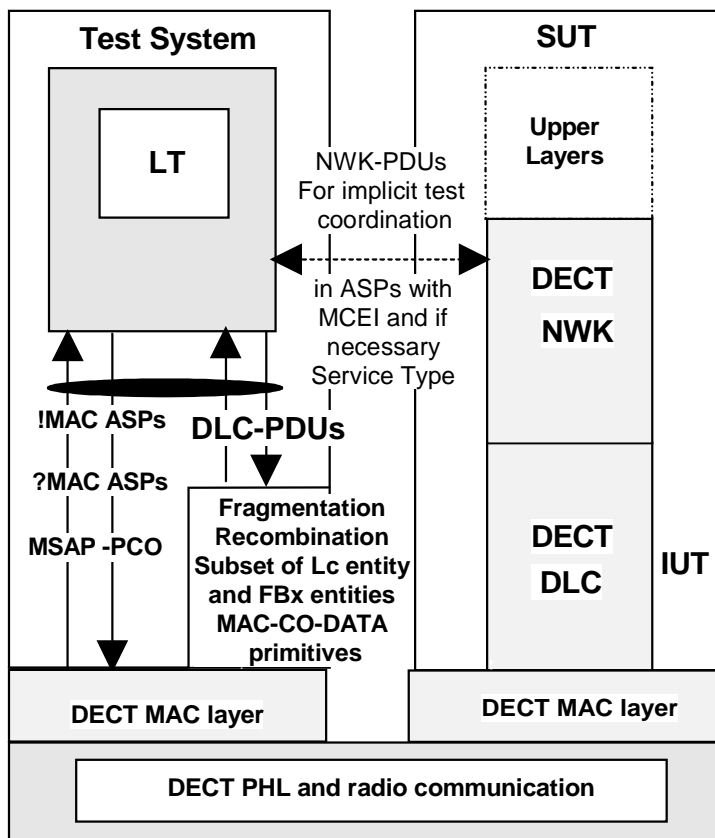 Test System
LT
NWK-PDUs
For implicit test
coordination
in ASPs with
MCEI and if
necessary
Service Type
!MAC ASPs
?MAC ASPs
MSAP -PCO
DLC-PDUs
Fragmentation
Recombination
Subset of Lc entity
and FBx entities
MAC-CO-DATA
primitives
DECT MAC layer
SUT
Upper
Layers
DECT
NWK
DECT
DLC
IUT
DECT MAC layer
DECT PHL and radio communication